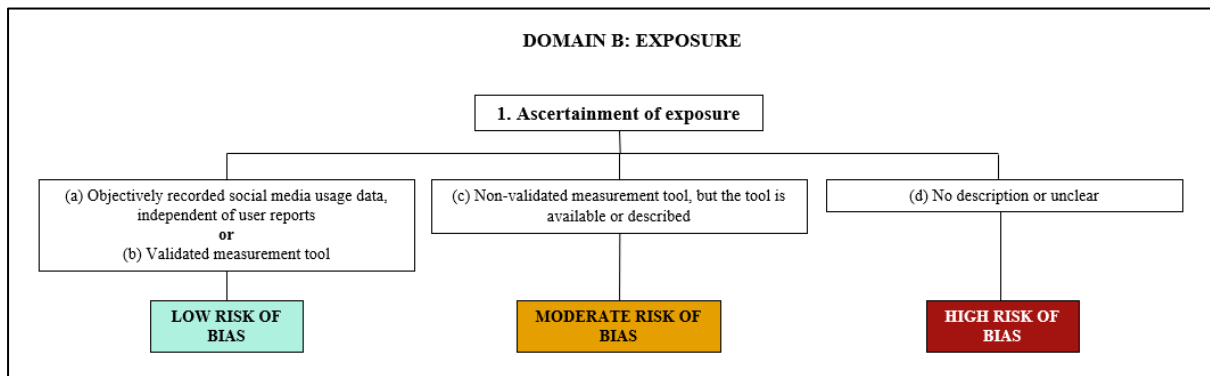 DOMAIN B: EXPOSURE
1. Ascertainment of exposure
(a) Objectively recorded social media usage data,
independent of user reports
or
(b) Validated measurement tool
(c) Non-validated measurement tool, but the tool is
available or described
(d) No description or unclear
LOW RISK OF
BIAS
MODERATE RISK OF
BIAS
HIGH RISK OF
BIAS